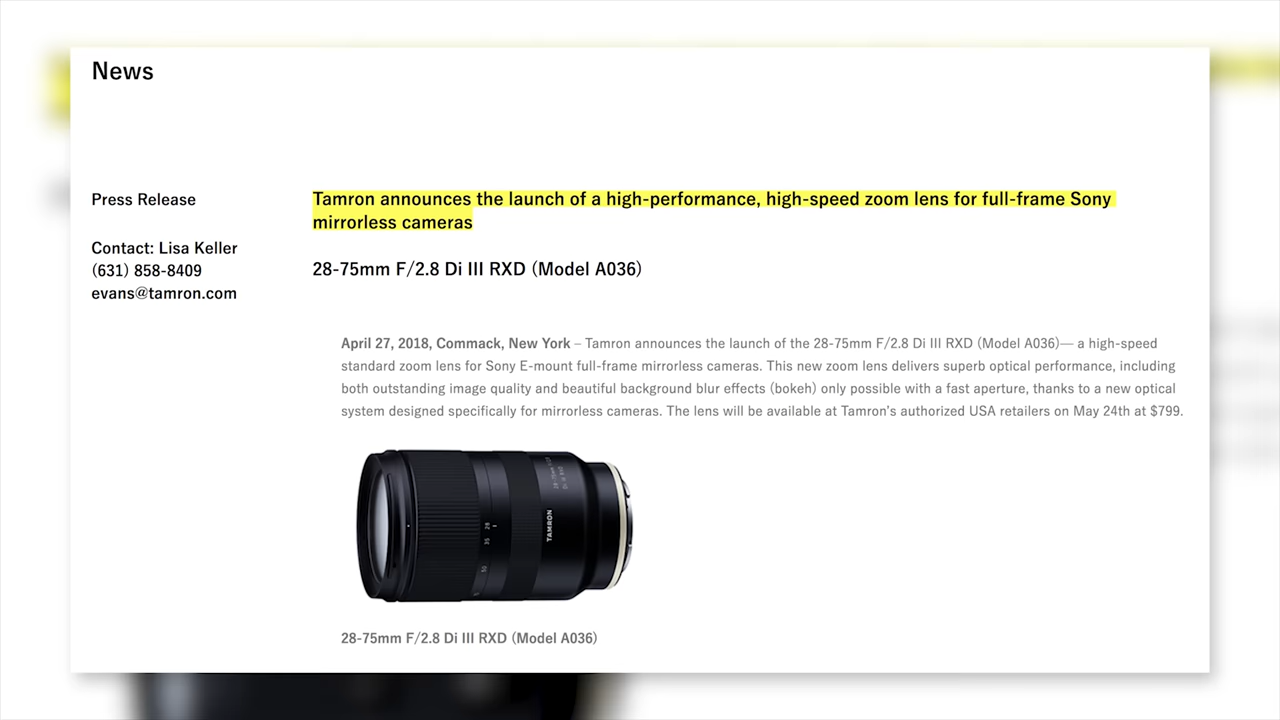 News
Press Release
Contact: Lisa Keller
(631) 858-8409
evans@tamron.com
Tamron announces the launch of a high-performance, high-speed zoom lens for full-frame Sony
mirrorless cameras
28-75mm F/2.8 Di III RXD (Model A036)
April 27, 2018, Commack, New York – Tamron announces the launch of the 28-75mm F/2.8 Di III RXD (Model A036)— a high-speed
standard zoom lens for Sony E-mount full-frame mirrorless cameras. This new zoom lens delivers superb optical performance, including
both outstanding image quality and beautiful background blur effects (bokeh) only possible with a fast aperture, thanks to a new optical
system designed specifically for mirrorless cameras. The lens will be available at Tamron's authorized USA retailers on May 24th at $799.
28
35
50
TAMRON
28-75mm F/2.8 Di III RXD (Model A036)